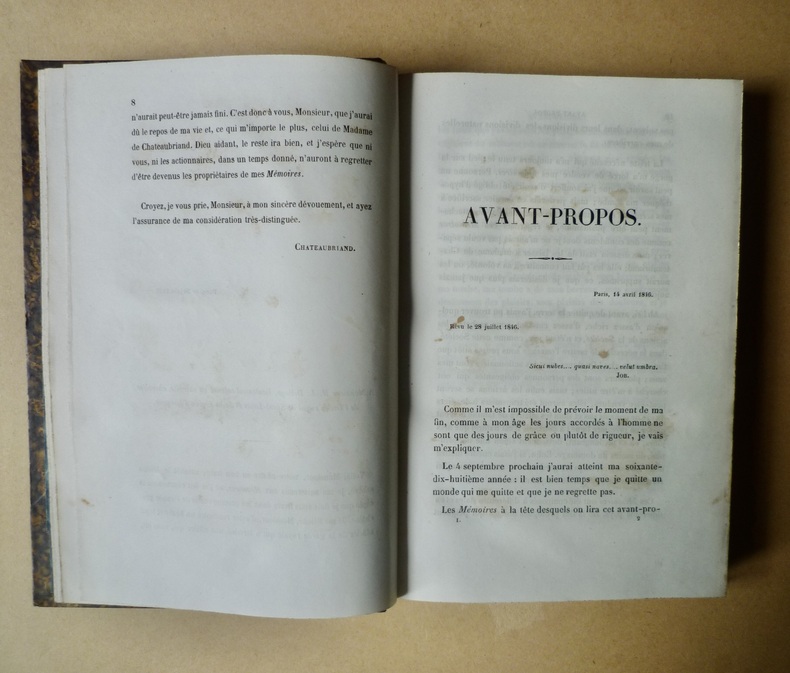 8
n'aurait peut-être jamais fini. C'est donc à vous, Monsieur, que j'aurai
dû le repos de ma vie et, ce qui m'importe le plus, celui de Madame
de Chateaubriand. Dieu aidant, le reste ira bien, et j'espère que ni
vous, ni les actionnaires, dans un temps donné, n'auront à regretter
d'être devenus les propriétaires de mes Mémoires.
Croyez, je vous prie, Monsieur, à mon sincère dévouement, et ayez
l'assurance de ma considération très-distinguée.
CHATEAUBRIAND.
AVANT-PROPOS.
Paris, 14 avril 1846.
Revu le 28 juillet 1846.
Sicut nubes.... quasi naves.... velut umbra.
JOB.
Comme il m'est impossible de prévoir le moment de ma
fin, comme à mon âge les jours accordés à l'homme ne
sont que des jours de grâce ou plutôt de rigueur, je vais
m'expliquer.
Le 4 septembre prochain j'aurai atteint ma soixante-
dix-huitième année : il est bien temps que je quitte un
monde qui me quitte et que je ne regrette pas.
Les Mémoires à la tête desquels on lira cet avant-pro-
1. 2